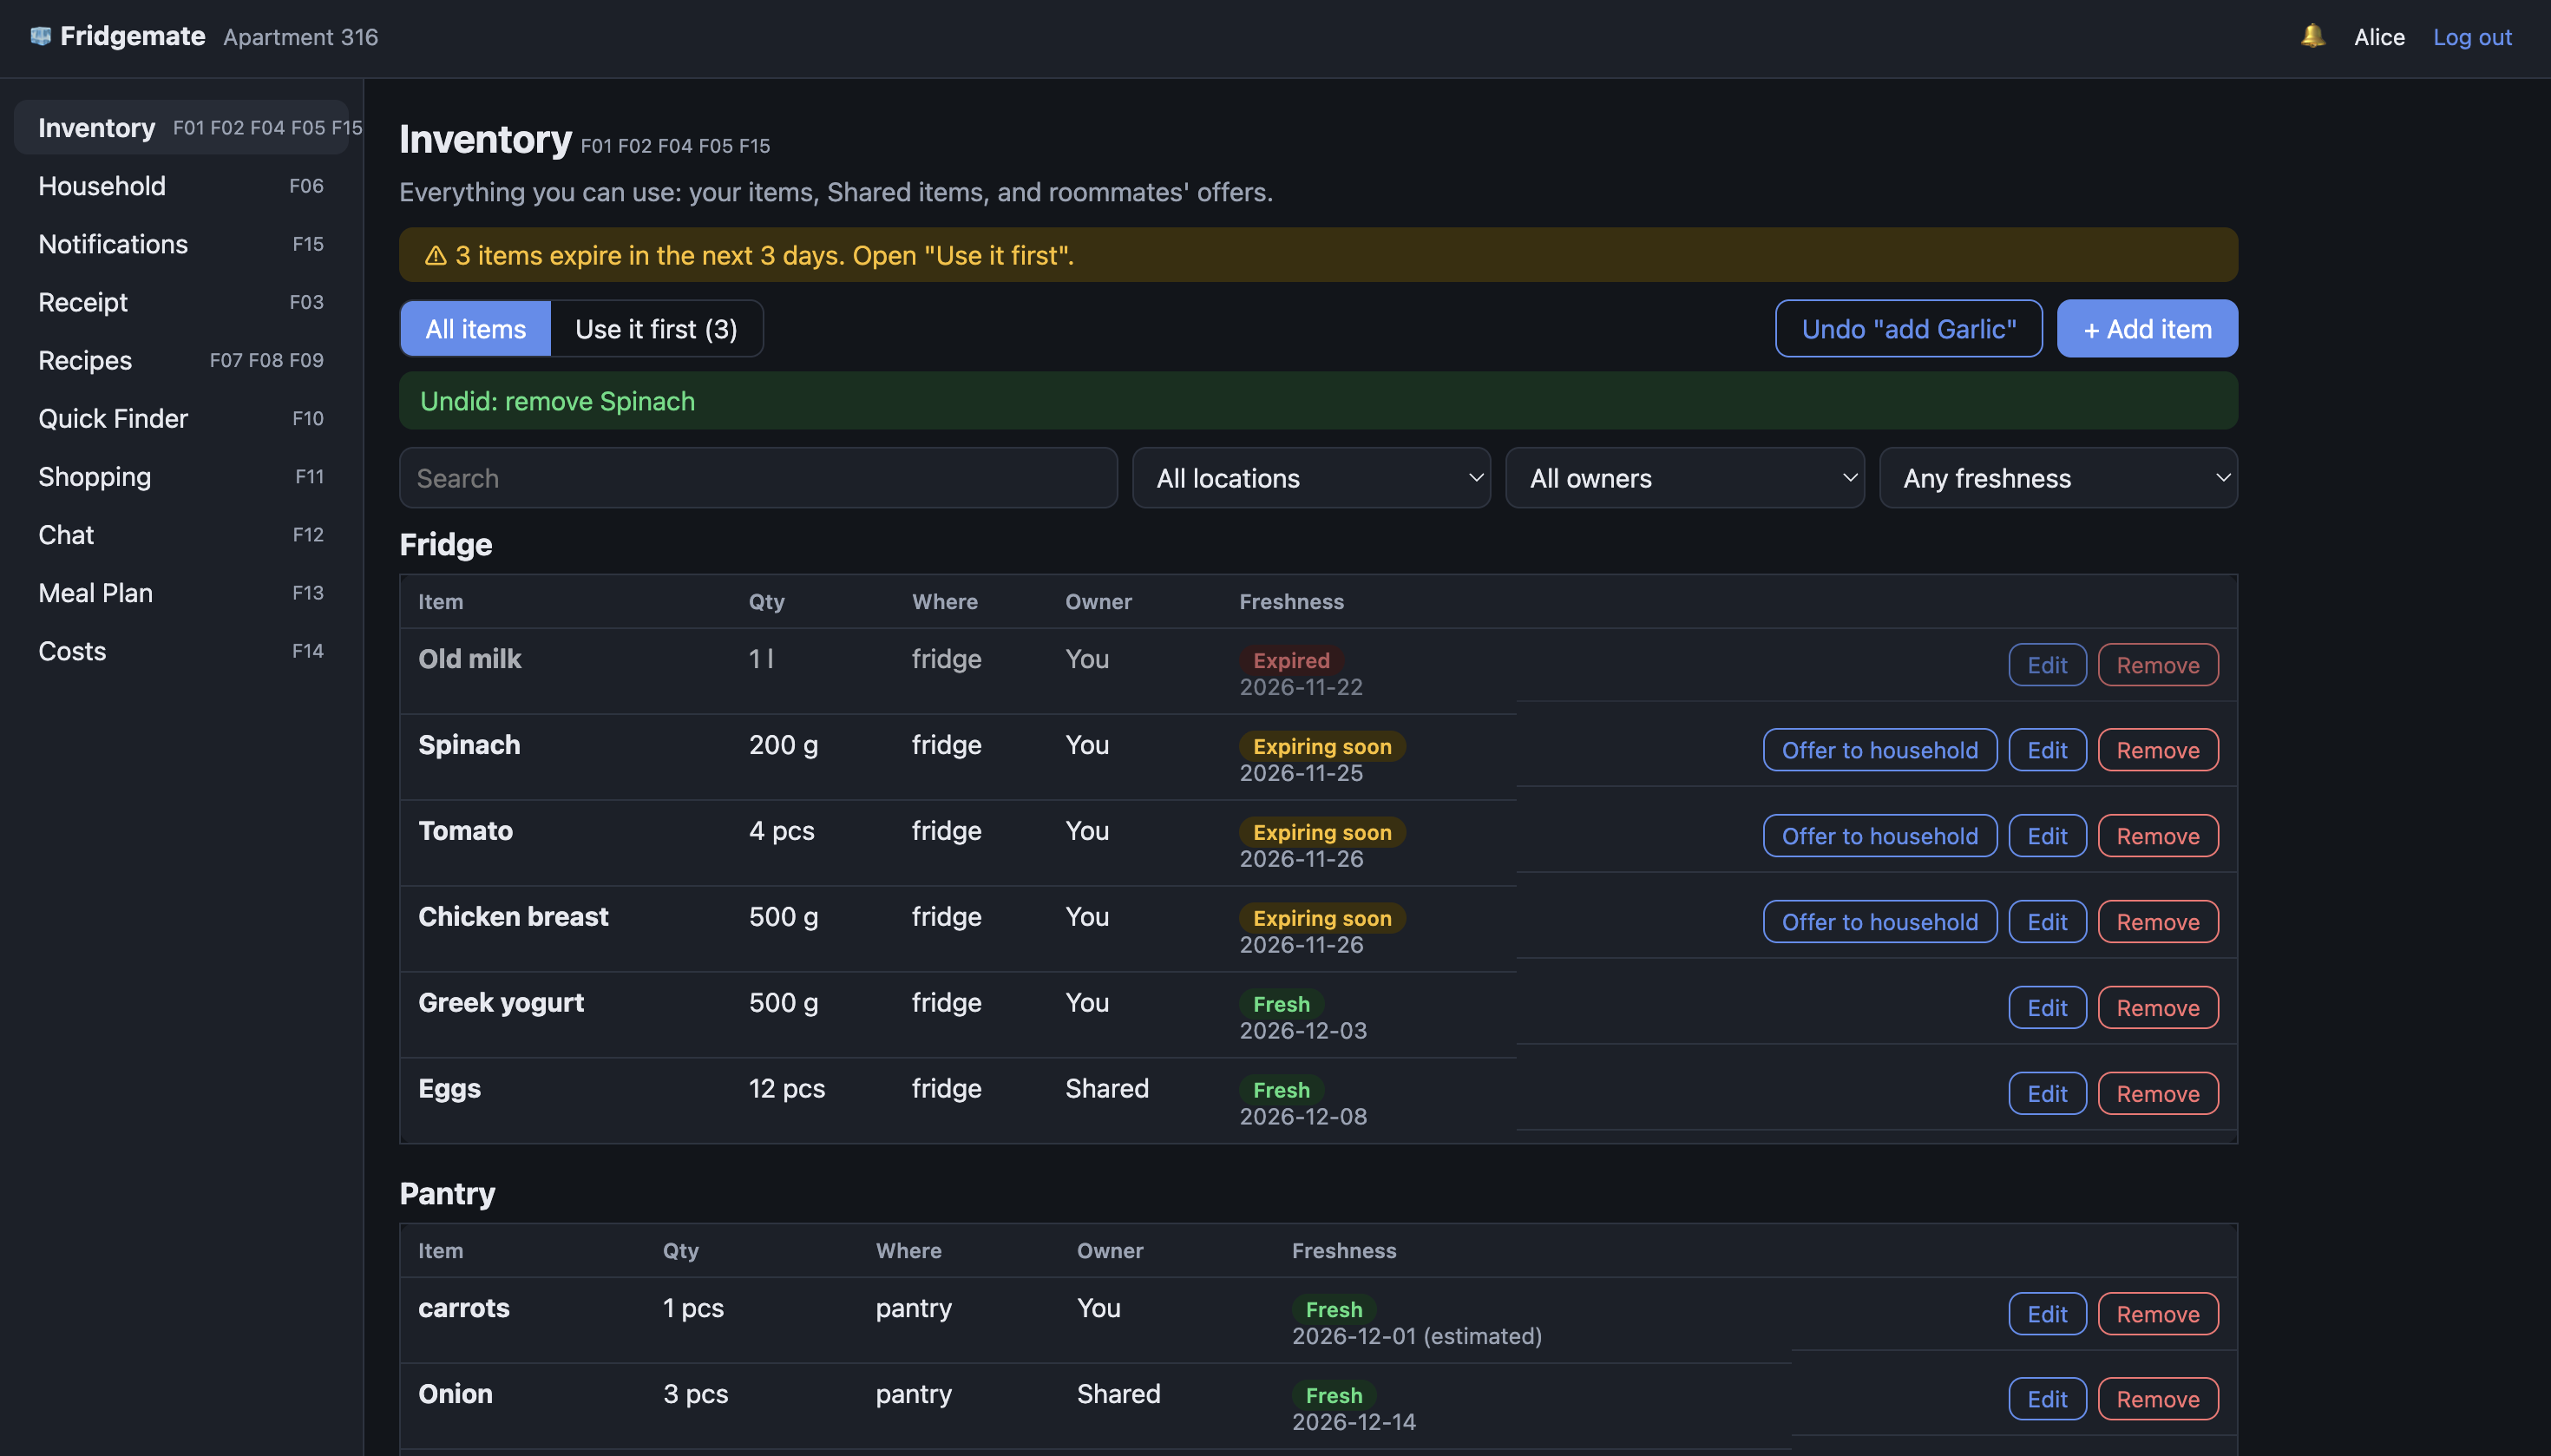 Fridgemate Apartment 316
Alice Log out
Inventory F01 F02 F04 F05 F15
Household F06
Notifications F15
Receipt F03
Recipes F07 F08 F09
Quick Finder F10
Shopping F11
Chat F12
Meal Plan F13
Costs F14
Inventory F01 F02 F04 F05 F15
Everything you can use: your items, Shared items, and roommates' offers.
⚠ 3 items expire in the next 3 days. Open "Use it first".
All items Use it first (3) Undo "add Garlic" + Add item
Undid: remove Spinach
Search All locations All owners Any freshness
Fridge
Item Qty Where Owner Freshness
Old milk 1 l fridge You Expired Edit Remove
2026-11-22
Spinach 200 g fridge You Expiring soon Offer to household Edit Remove
2026-11-25
Tomato 4 pcs fridge You Expiring soon Offer to household Edit Remove
2026-11-26
Chicken breast 500 g fridge You Expiring soon Offer to household Edit Remove
2026-11-26
Greek yogurt 500 g fridge You Fresh Edit Remove
2026-12-03
Eggs 12 pcs fridge Shared Fresh Edit Remove
2026-12-08
Pantry
Item Qty Where Owner Freshness
carrots 1 pcs pantry You Fresh Edit Remove
2026-12-01 (estimated)
Onion 3 pcs pantry Shared Fresh Edit Remove
2026-12-14